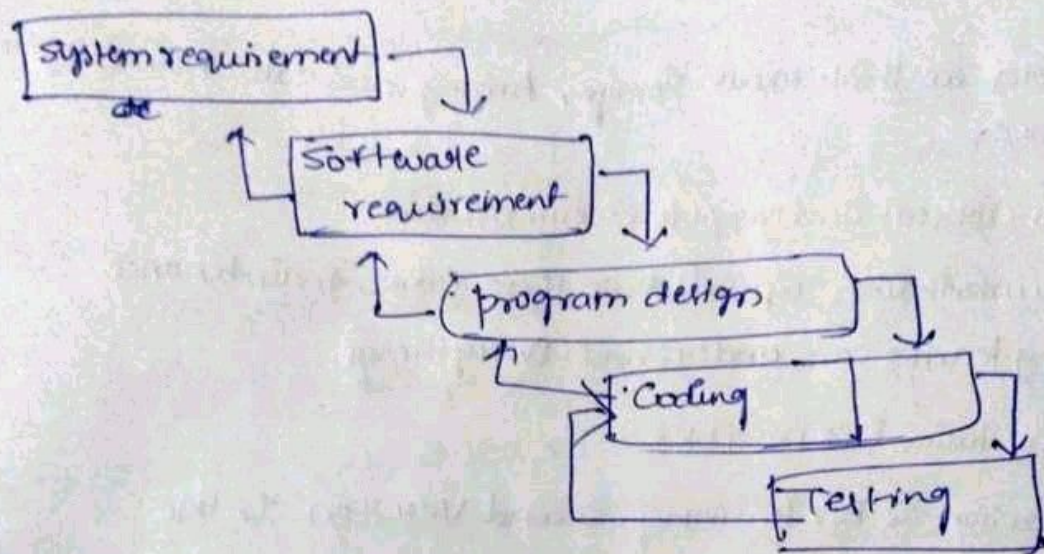 system requirement
Software
requirement
program design
Coding
Testing